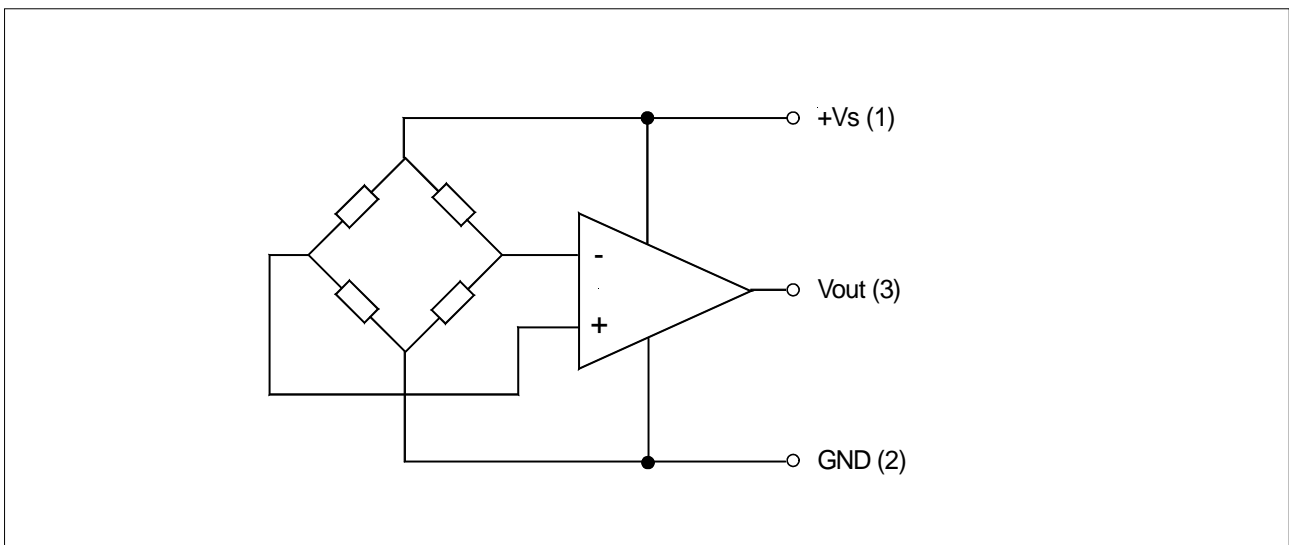 +Vs (1)
-
Vout (3)
+
GND (2)